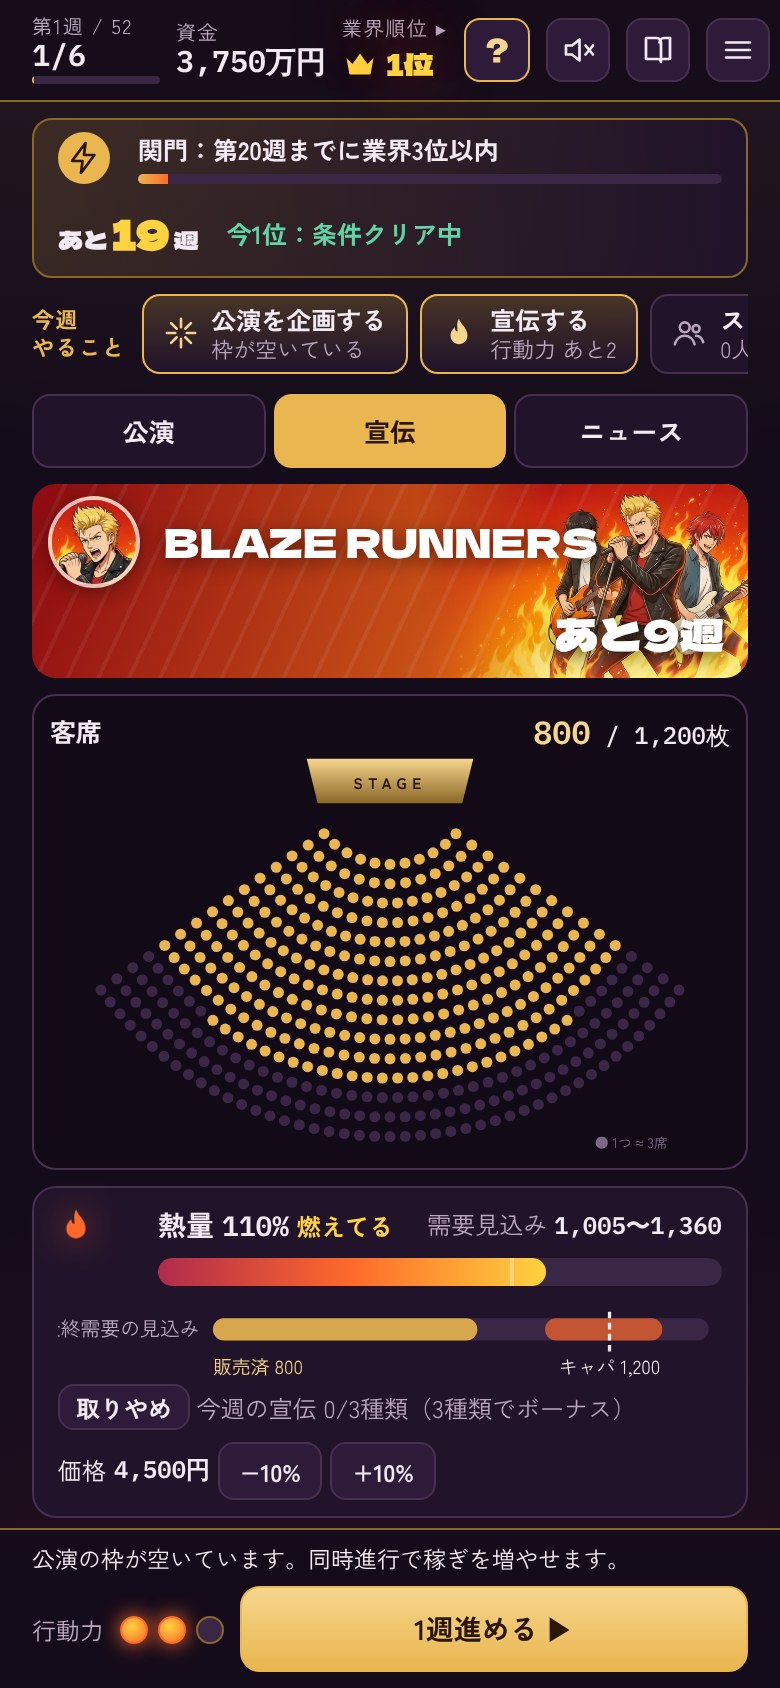 第1週 / 52
1/6
資金
3,750万円
業界順位 ▸
1位
?
関門：第20週までに業界3位以内
あと19週
今1位：条件クリア中
今週
やること
公演を企画する
枠が空いている
宣伝する
行動力 あと2
ス
0人
公演
宣伝
ニュース
BLAZE RUNNERS
あと9週
客席
800 / 1,200枚
STAGE
1つ≈3席
熱量 110% 燃えてる
需要見込み 1,005〜1,360
終需要の見込み
販売済 800
キャパ 1,200
取りやめ 今週の宣伝 0/3種類（3種類でボーナス）
価格 4,500円 −10% +10%
公演の枠が空いています。同時進行で稼ぎを増やせます。
行動力
1週進める ▶